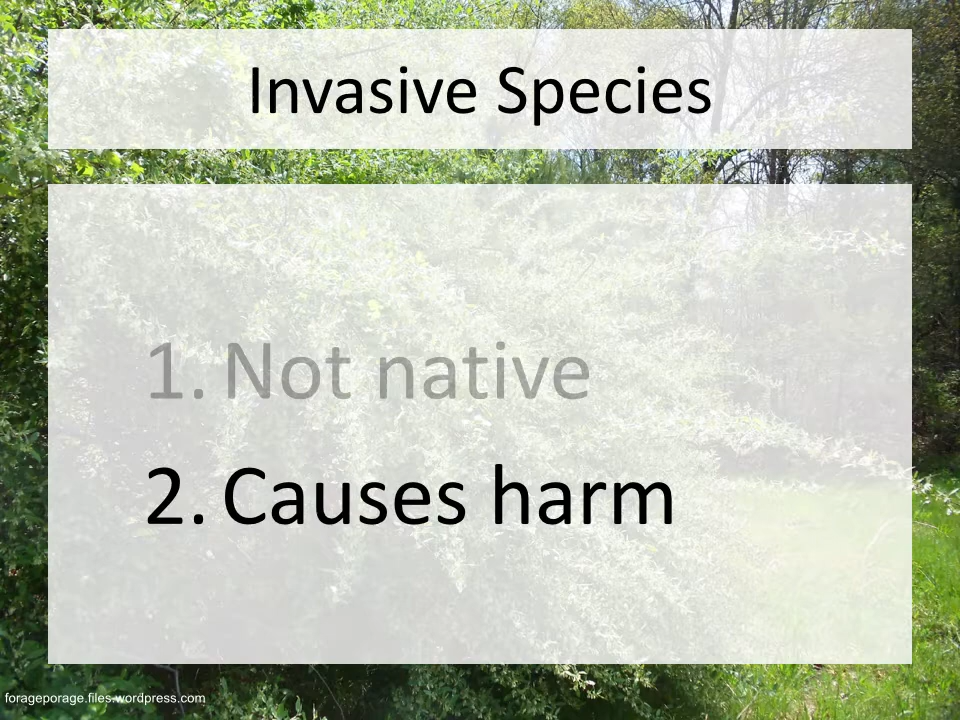 Invasive Species
1. Not native
2. Causes harm
forageporage.files.wordpress.com